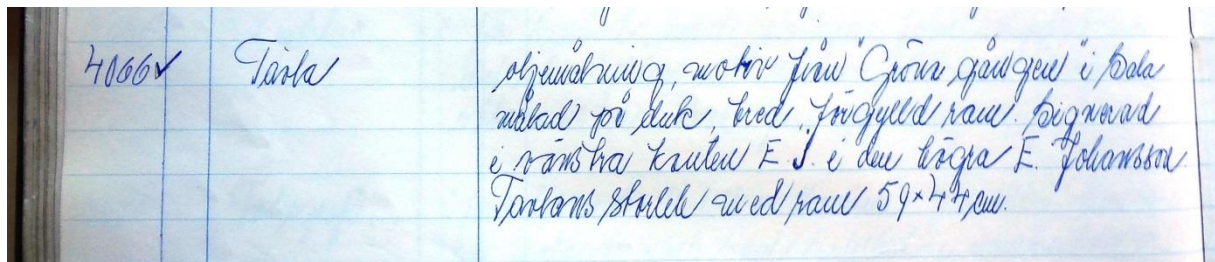 4066✓ Tavla oljemålning, motiv från "Gröna gången" i Sala
målad på duk, bred, förgylld ram. Signerad
i vänstra kanten E.J. i den högra E. Johansson.
Tavlans storlek med ram 59×44 cm.